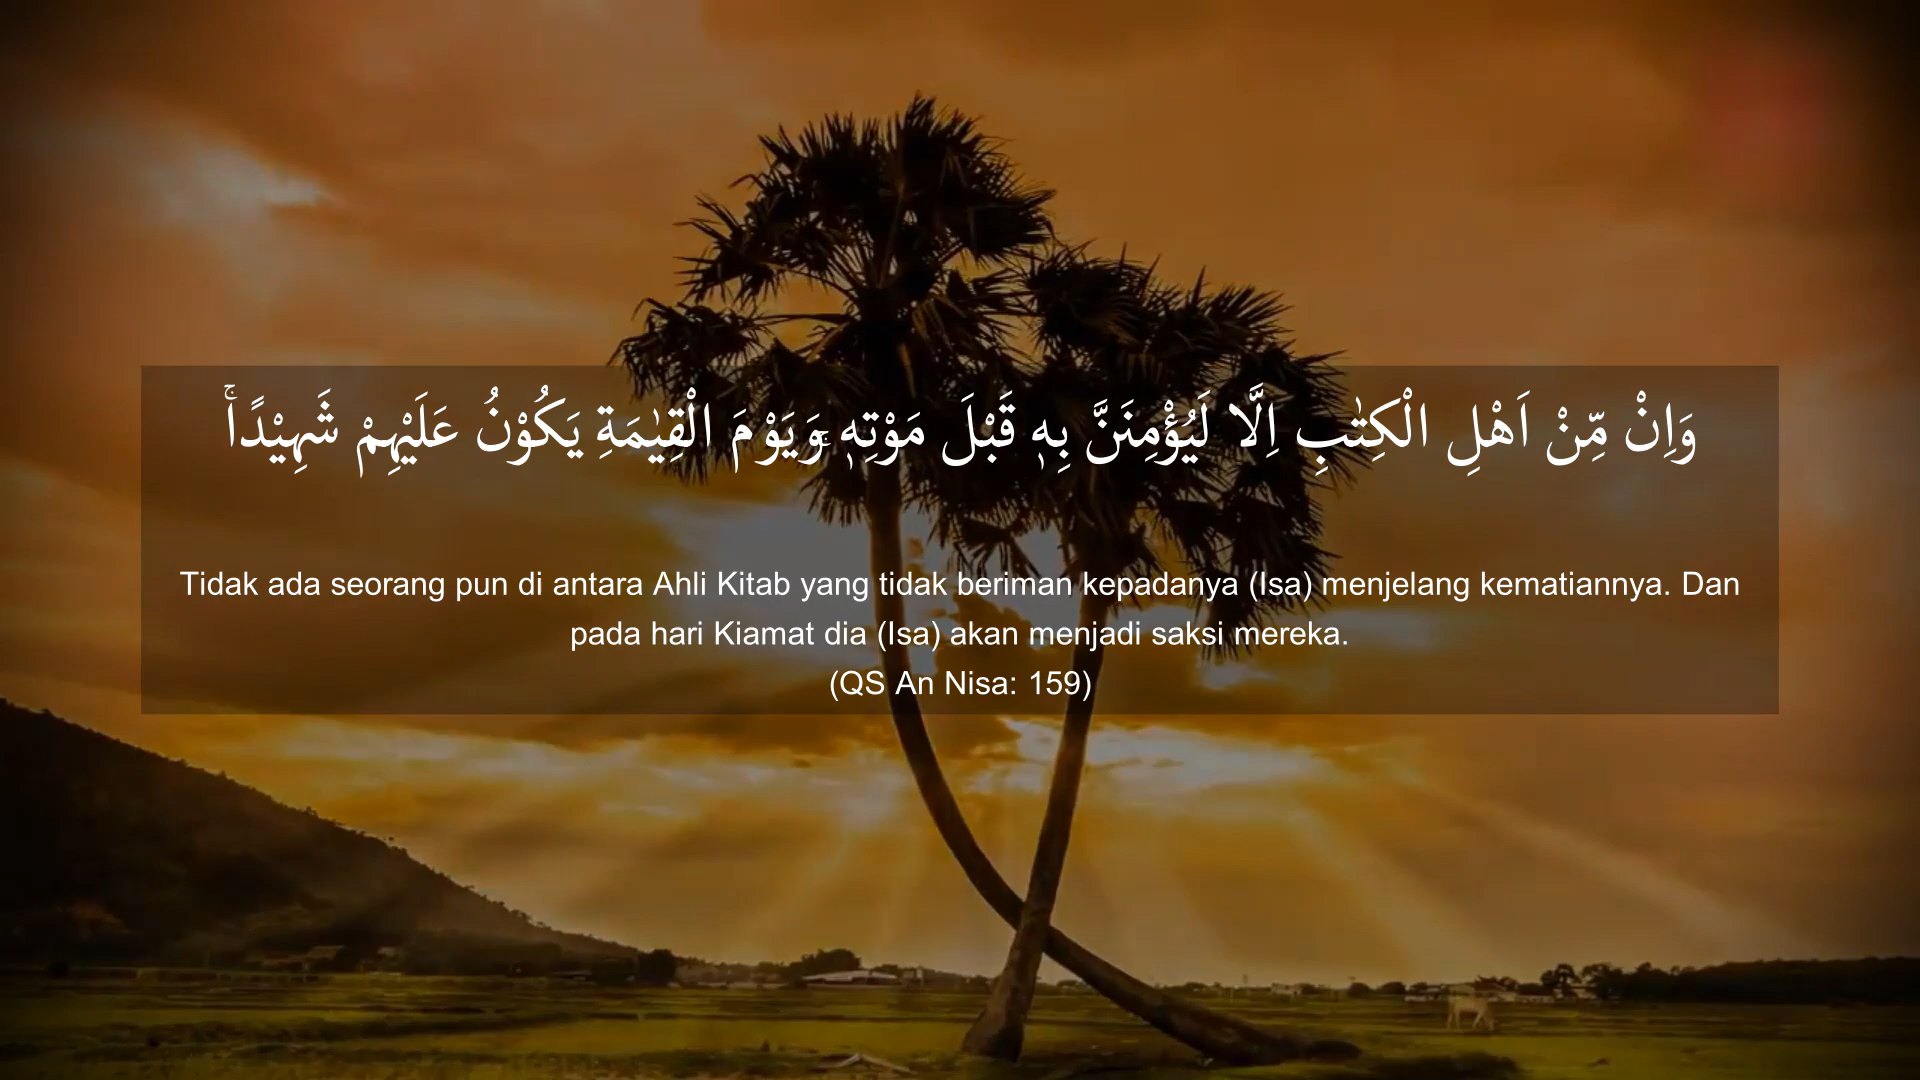 وَاِنْ مِّنْ اَهْلِ الْكِتٰبِ اِلَّا لَيُؤْمِنَنَّ بِهٖ قَبْلَ مَوْتِهٖ ۚوَيَوْمَ الْقِيٰمَةِ يَكُوْنُ عَلَيْهِمْ شَهِيْدًاۚ
Tidak ada seorang pun di antara Ahli Kitab yang tidak beriman kepadanya (Isa) menjelang kematiannya. Dan
pada hari Kiamat dia (Isa) akan menjadi saksi mereka.
(QS An Nisa: 159)